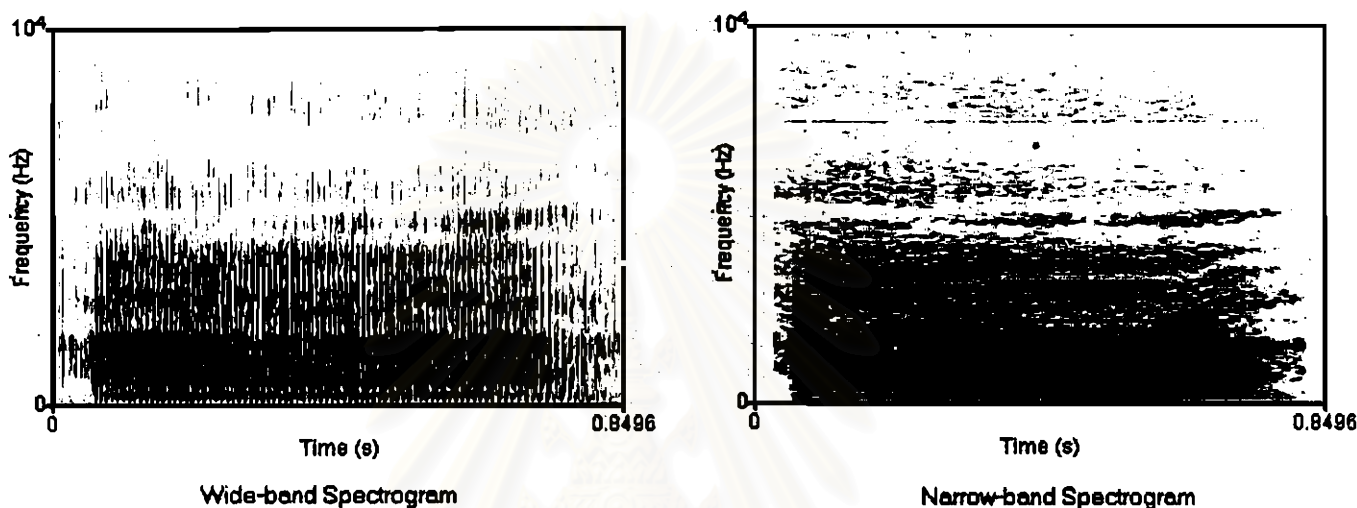 10⁴
Frequency (Hz)
0
0
0.8496
Time (s)
Wide-band Spectrogram
10⁴
Frequency (Hz)
0
0
0.8496
Time (s)
Narrow-band Spectrogram